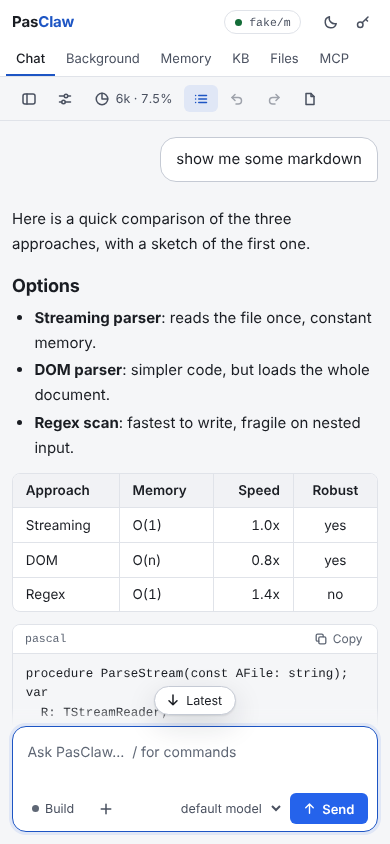 PasClaw
fake/m
Chat Background Memory KB Files MCP
6k · 7.5%
show me some markdown
Here is a quick comparison of the three
approaches, with a sketch of the first one.
Options
• Streaming parser: reads the file once, constant
memory.
• DOM parser: simpler code, but loads the whole
document.
• Regex scan: fastest to write, fragile on nested
input.
Approach Memory Speed Robust
Streaming O(1) 1.0x yes
DOM O(n) 0.8x yes
Regex O(1) 1.4x no
pascal Copy
procedure ParseStream(const AFile: string);
var
R: TStreamReader;
Latest
Ask PasClaw... / for commands
Build + default model Send